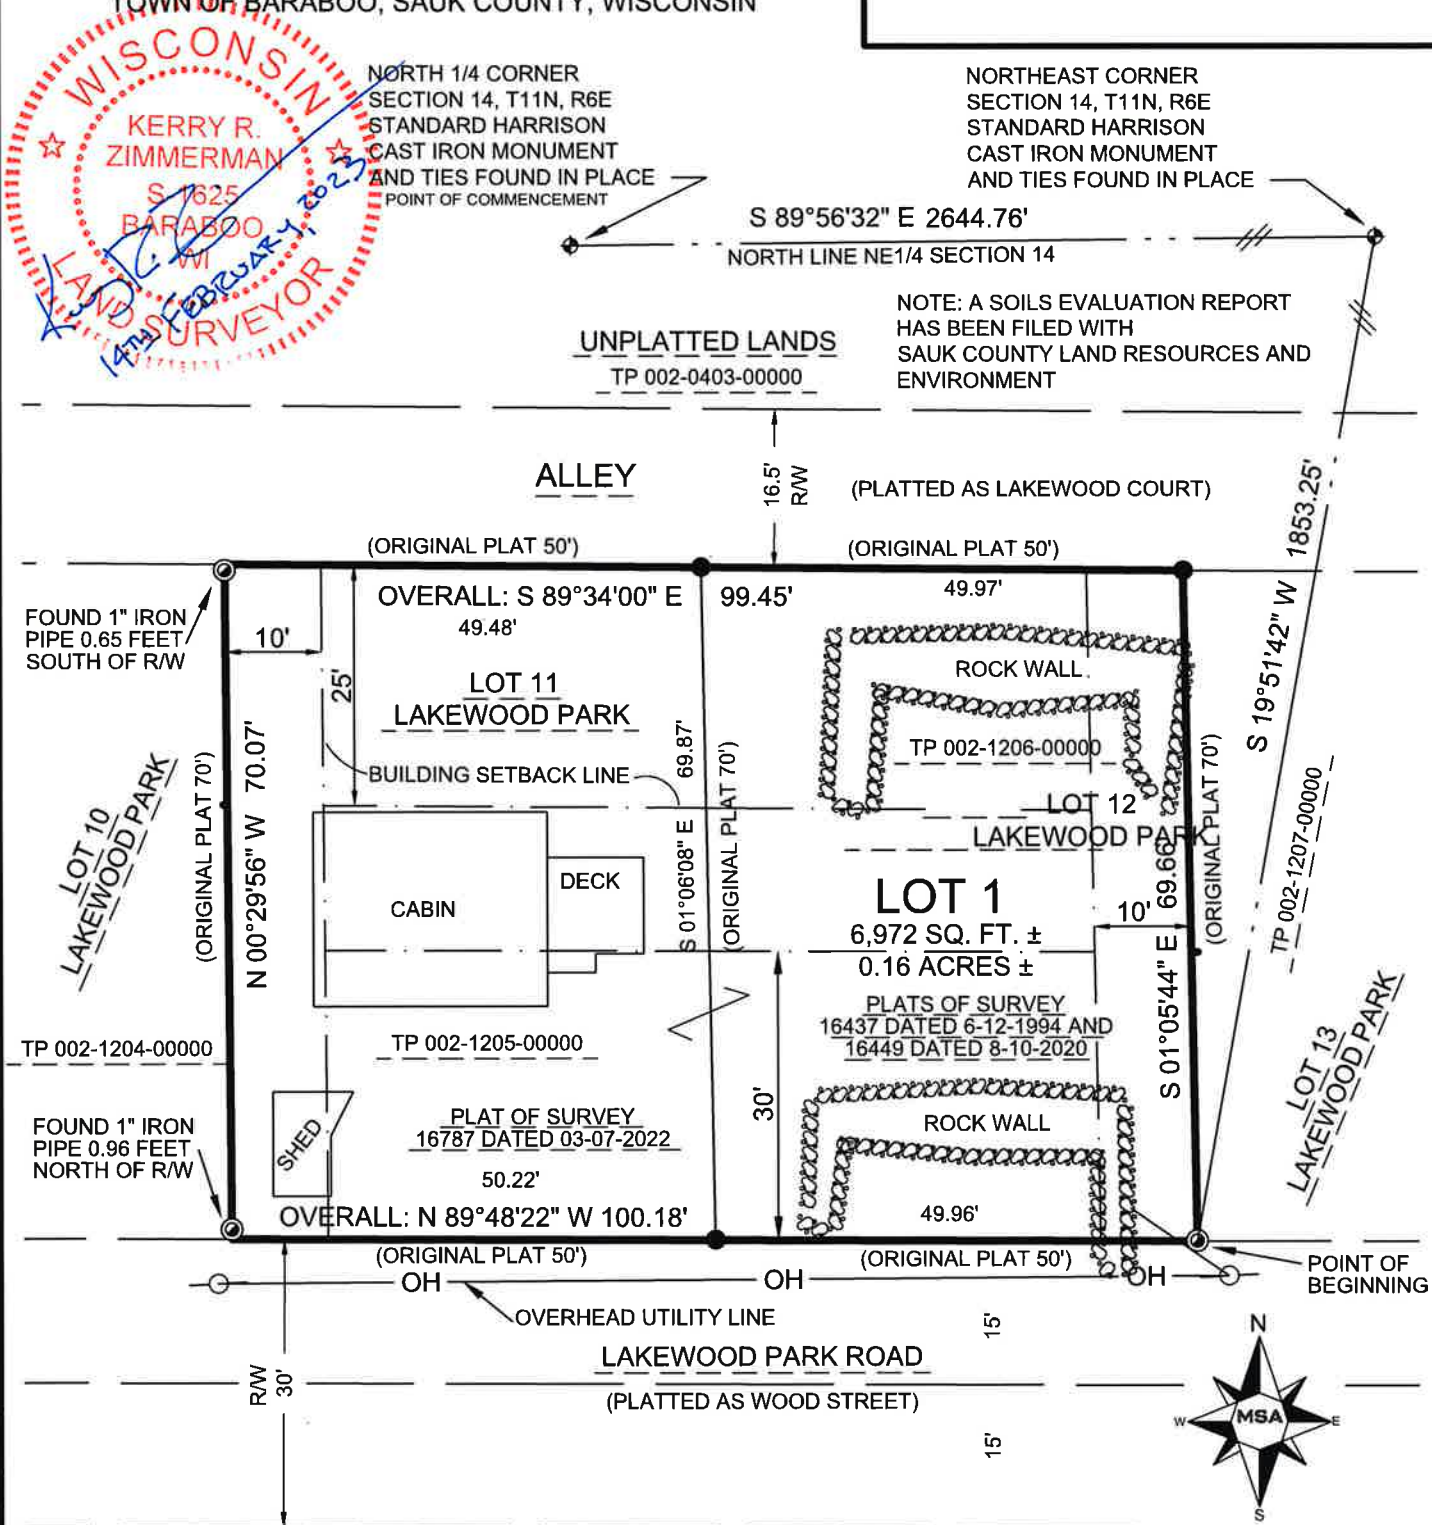 TOWN OF BARABOO, SAUK COUNTY, WISCONSIN
WISCONSIN
KERRY R.
ZIMMERMAN
S-1625
BARABOO
WI
LAND SURVEYOR
14TH FEBRUARY, 2023
NORTH 1/4 CORNER
SECTION 14, T11N, R6E
STANDARD HARRISON
CAST IRON MONUMENT
AND TIES FOUND IN PLACE
POINT OF COMMENCEMENT
NORTHEAST CORNER
SECTION 14, T11N, R6E
STANDARD HARRISON
CAST IRON MONUMENT
AND TIES FOUND IN PLACE
S 89°56'32" E 2644.76'
NORTH LINE NE1/4 SECTION 14
NOTE: A SOILS EVALUATION REPORT
HAS BEEN FILED WITH
SAUK COUNTY LAND RESOURCES AND
ENVIRONMENT
UNPLATTED LANDS
TP 002-0403-00000
ALLEY
16.5'
R/W
(PLATTED AS LAKEWOOD COURT)
S 19°51'42" W 1853.25'
(ORIGINAL PLAT 50')
(ORIGINAL PLAT 50')
OVERALL: S 89°34'00" E 99.45'
49.48'
49.97'
FOUND 1" IRON
PIPE 0.65 FEET
SOUTH OF R/W
10'
25'
LOT 11
LAKEWOOD PARK
ROCK WALL
TP 002-1206-00000
BUILDING SETBACK LINE
LOT 12
LAKEWOOD PARK
LOT 10
LAKEWOOD PARK
(ORIGINAL PLAT 70')
N 00°29'56" W 70.07'
S 01°06'08" E 69.87'
(ORIGINAL PLAT 70')
S 01°05'44" E 69.66'
(ORIGINAL PLAT 70')
TP 002-1207-00000
CABIN
DECK
LOT 1
6,972 SQ. FT. ±
0.16 ACRES ±
10'
PLATS OF SURVEY
16437 DATED 6-12-1994 AND
16449 DATED 8-10-2020
TP 002-1204-00000
TP 002-1205-00000
LOT 13
LAKEWOOD PARK
30'
FOUND 1" IRON
PIPE 0.96 FEET
NORTH OF R/W
SHED
PLAT OF SURVEY
16787 DATED 03-07-2022
ROCK WALL
50.22'
49.96'
OVERALL: N 89°48'22" W 100.18'
(ORIGINAL PLAT 50')
(ORIGINAL PLAT 50')
POINT OF
BEGINNING
OH
OH
OH
OVERHEAD UTILITY LINE
15'
LAKEWOOD PARK ROAD
(PLATTED AS WOOD STREET)
R/W
30'
15'
N
W
MSA
E
S